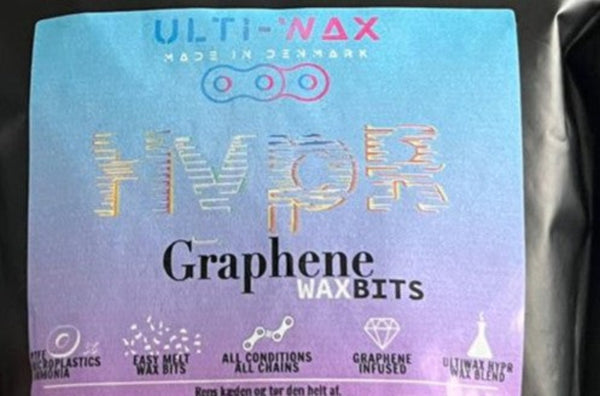 ULTI-WAX
MADE IN DENMARK
HYPR
Graphene
WAXBITS
PTFE
MICROPLASTICS
EASY MELT
WAX BITS
ALL CONDITIONS
ALL CHAINS
GRAPHENE
INFUSED
ULTIWAX HYPR
WAX BLEND
Rens kæden og tør den helt af.